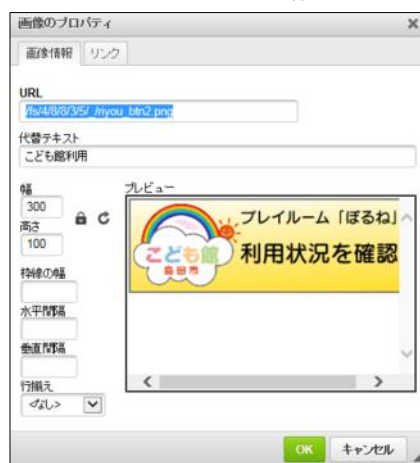 画像のプロパティ
画像情報 リンク
URL
/fs/4/8/8/3/5/_/riyou_btn2.png
代替テキスト
こども館利用
幅
300
高さ
100
枠線の幅
水平間隔
垂直間隔
行揃え
<なし>
プレビュー
プレイルーム「ぼるね」
利用状況を確認
こども館
島田市
OK キャンセル